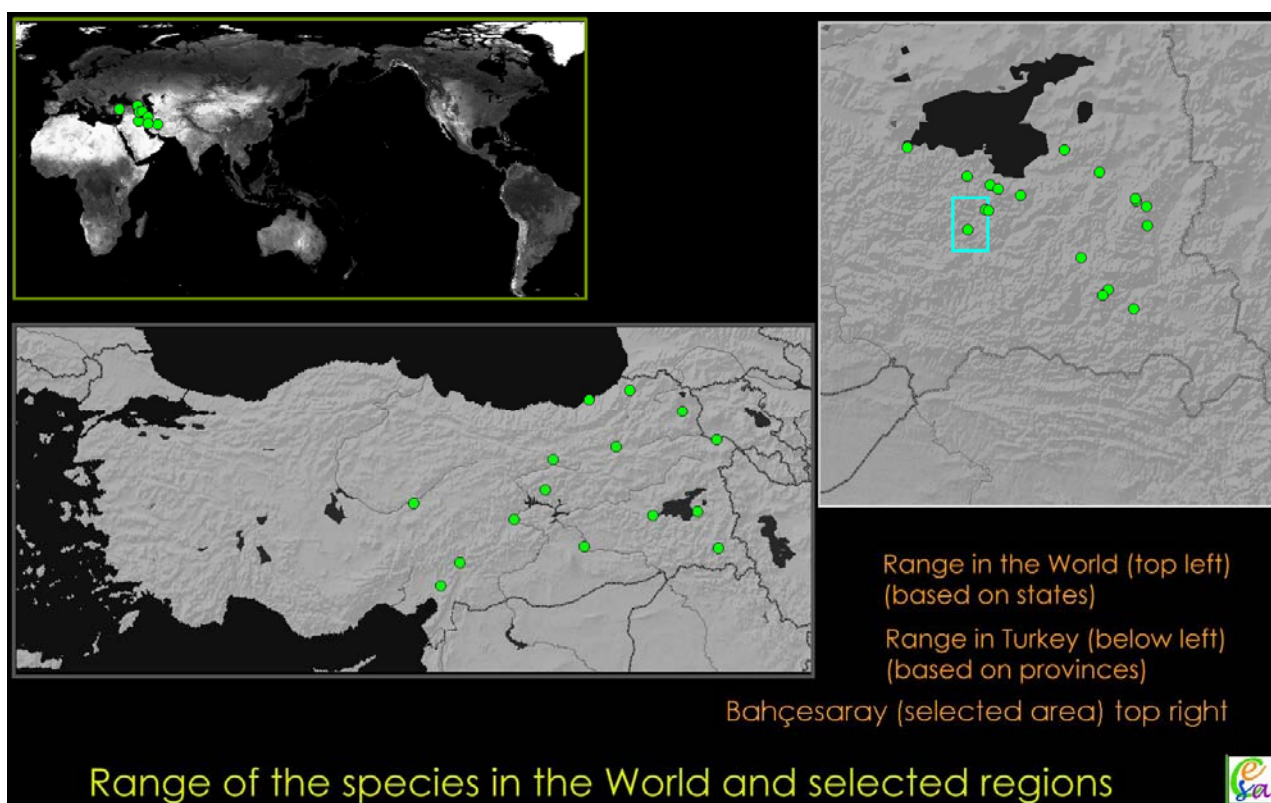 Range in the World (top left)
(based on states)
Range in Turkey (below left)
(based on provinces)
Bahçesaray (selected area) top right
Range of the species in the World and selected regions
esa